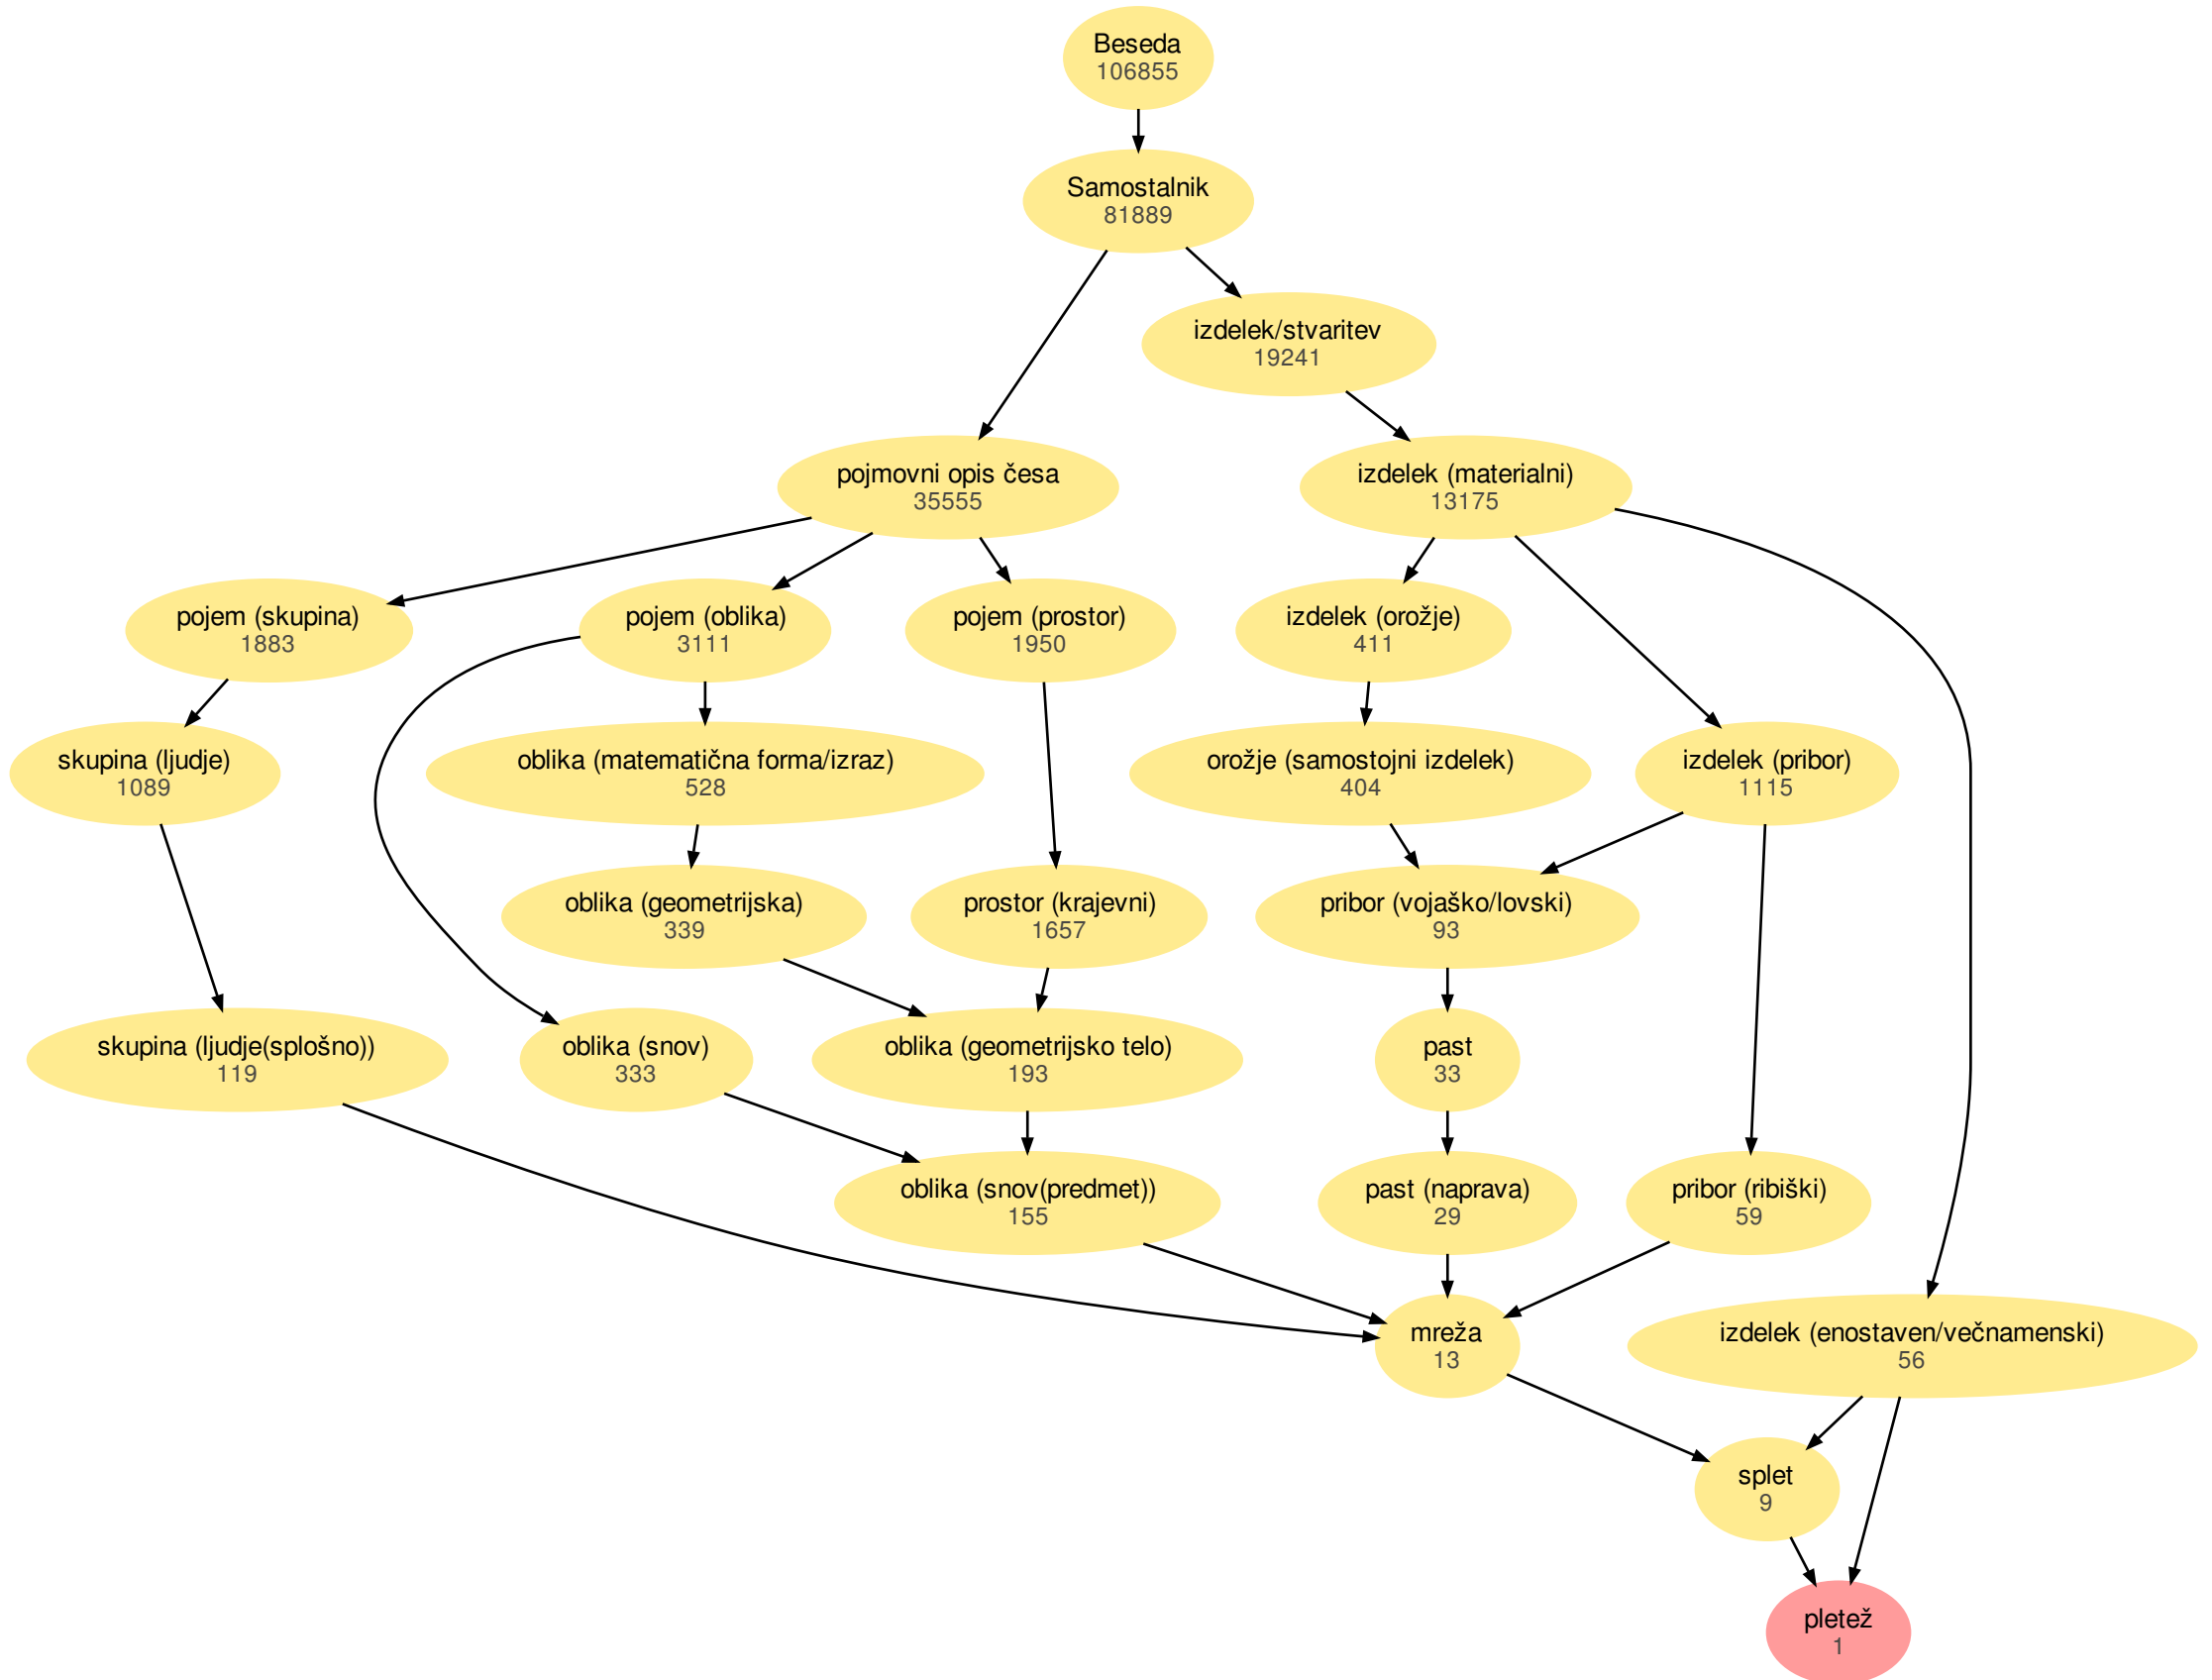 Beseda
106855
Samostalnik
81889
izdelek/stvaritev
19241
pojmovni opis česa
35555
izdelek (materialni)
13175
pojem (skupina)
1883
pojem (oblika)
3111
pojem (prostor)
1950
izdelek (orožje)
411
skupina (ljudje)
1089
oblika (matematična forma/izraz)
528
orožje (samostojni izdelek)
404
izdelek (pribor)
1115
oblika (geometrijska)
339
prostor (krajevni)
1657
pribor (vojaško/lovski)
93
skupina (ljudje(splošno))
119
oblika (snov)
333
oblika (geometrijsko telo)
193
past
33
oblika (snov(predmet))
155
past (naprava)
29
pribor (ribiški)
59
mreža
13
izdelek (enostaven/večnamenski)
56
splet
9
pletež
1